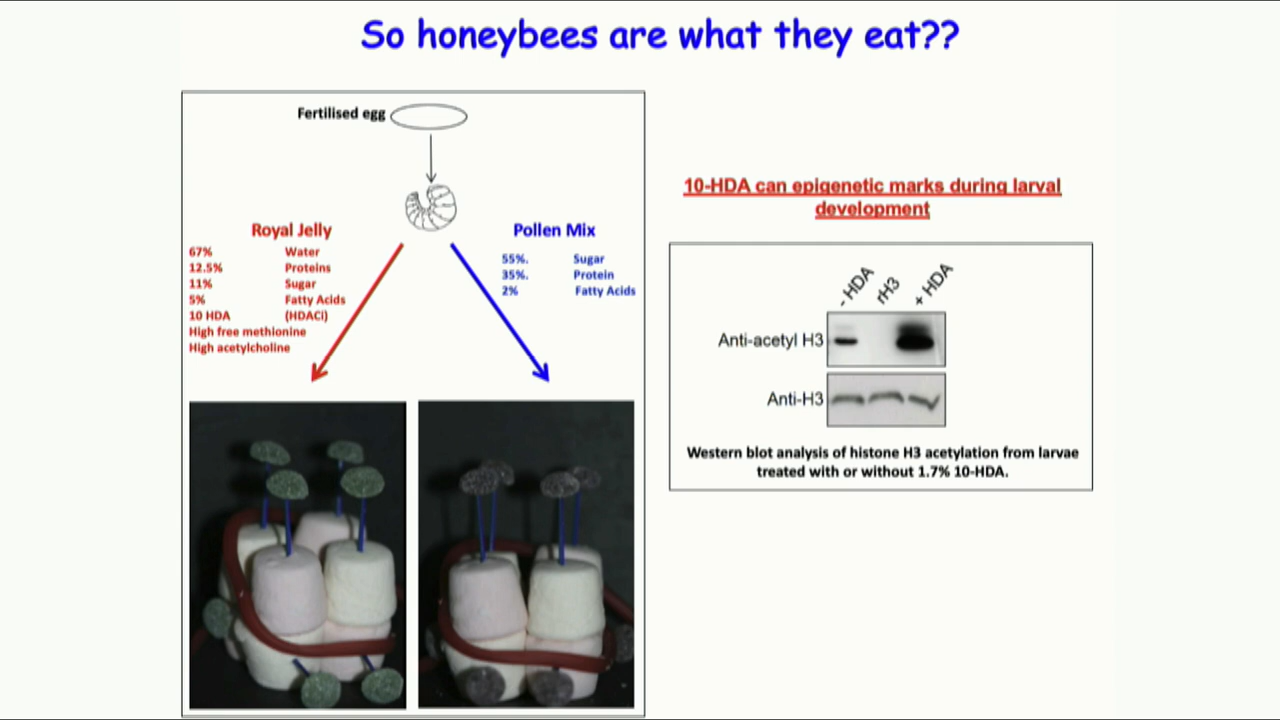 So honeybees are what they eat??
Fertilised egg
Royal Jelly
67% Water
12.5% Proteins
11% Sugar
5% Fatty Acids
10 HDA (HDACi)
High free methionine
High acetylcholine
Pollen Mix
55%. Sugar
35%. Protein
2% Fatty Acids
10-HDA can epigenetic marks during larval
development
- HDA rH3 + HDA
Anti-acetyl H3
Anti-H3
Western blot analysis of histone H3 acetylation from larvae
treated with or without 1.7% 10-HDA.